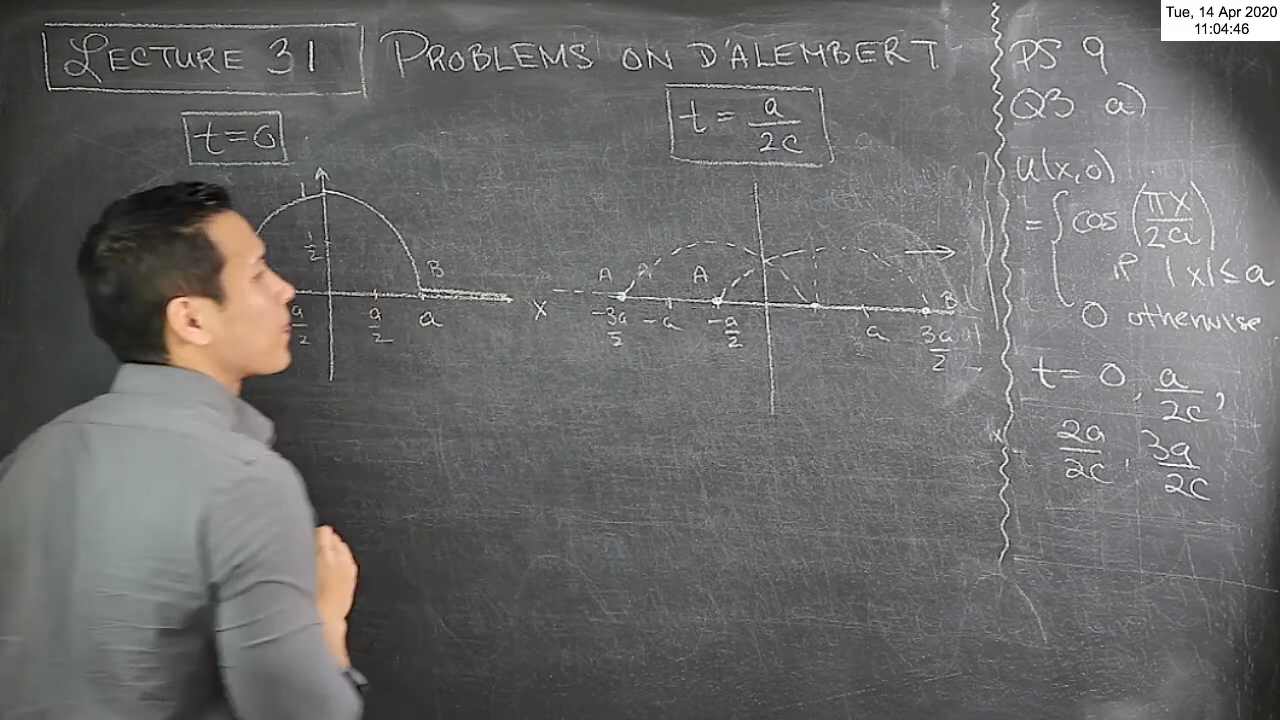 Tue, 14 Apr 2020
11:04:46
LECTURE 31 PROBLEMS ON D'ALEMBERT
t=0
1
1/2
B
a/2
a/2
a
x
t = a/2c
A
A
B
-3a/2
-a
-a/2
a
3a/2
PS 9
Q3 a)
u(x,0)
= { cos (πx/2a)
if |x| ≤ a
0 otherwise
t = 0, a/2c,
2a/2c, 3a/2c